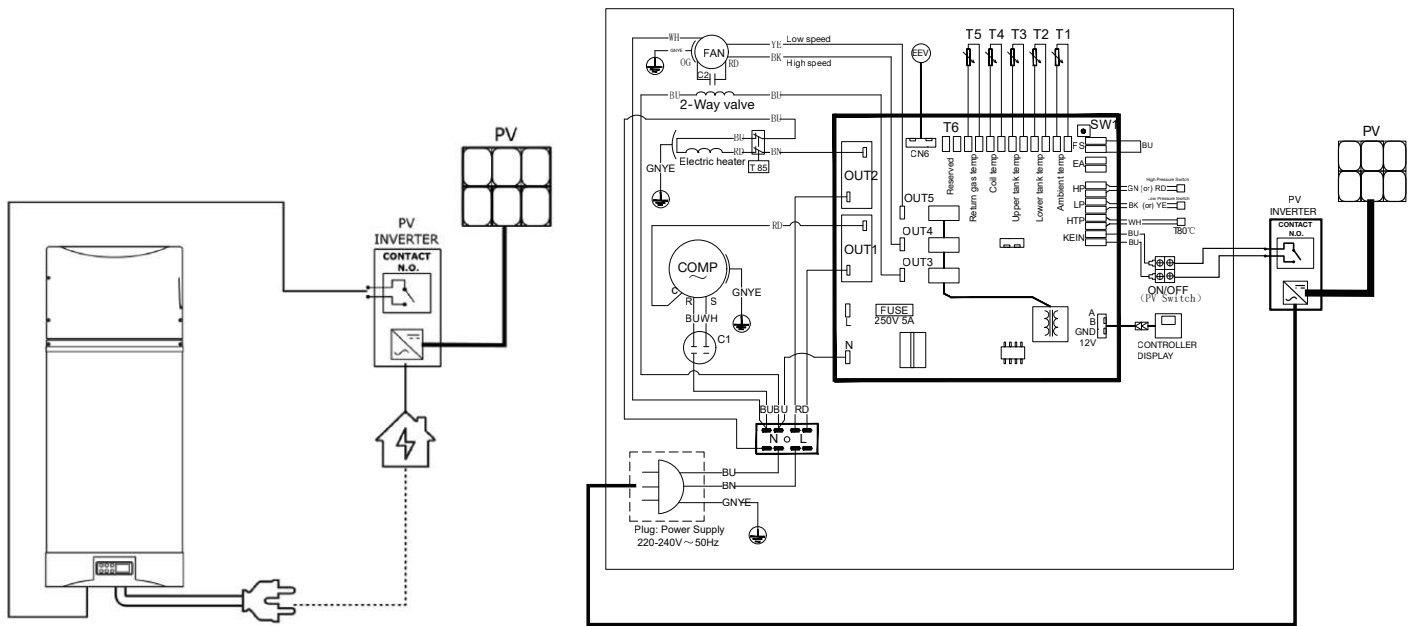 PV
PV
INVERTER
CONTACT
N.O.
WH
GNYE
OG
FAN
RD
C2
YE
Low speed
BK
High speed
EEV
T5
T4
T3
T2
T1
BU
BU
2-Way valve
BU
BU
RD
BN
Electric heater
T 85
GNYE
OUT2
RD
OUT1
COMP
C
R
S
GNYE
BUWH
C1
CN6
T6
SW1
Reserved
Return gas temp
Coil temp
Upper tank temp
Lower tank temp
Ambient temp
FS
BU
EA
HP
GN (or) RD
High Pressure Switch
LP
BK (or) YE
Low Pressure Switch
HTP
WH
T80℃
KEIN
BU
BU
OUT5
OUT4
OUT3
ON/OFF
(PV Switch)
L
FUSE
250V 5A
N
A
B
GND
12V
CONTROLLER
DISPLAY
BUBU
RD
N
L
BU
BN
GNYE
Plug: Power Supply
220-240V～50Hz
PV
PV
INVERTER
CONTACT
N.O.